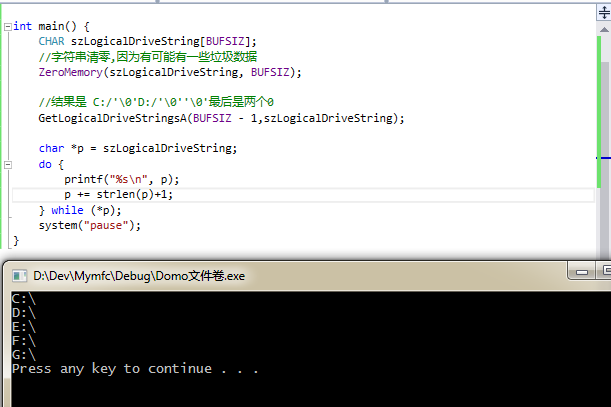 int main() {
    CHAR szLogicalDriveString[BUFSIZ];
    //字符串清零,因为有可能有一些垃圾数据
    ZeroMemory(szLogicalDriveString, BUFSIZ);

    //结果是 C:/'\0'D:/'\0''\0'最后是两个0
    GetLogicalDriveStringsA(BUFSIZ - 1,szLogicalDriveString);

    char *p = szLogicalDriveString;
    do {
        printf("%s\n", p);
        p += strlen(p)+1;
    } while (*p);
    system("pause");
}
D:\Dev\Mymfc\Debug\Domo文件卷.exe
C:\
D:\
E:\
F:\
G:\
Press any key to continue . . .